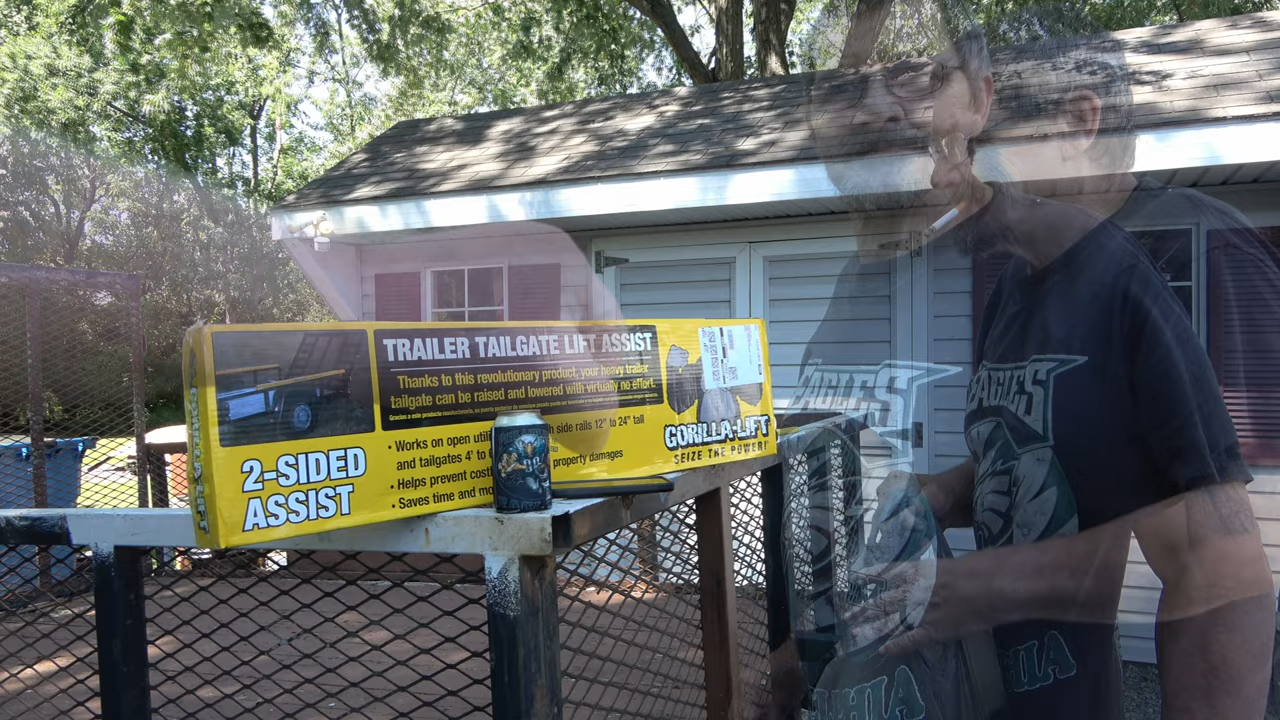 TRAILER TAILGATE LIFT ASSIST
Thanks to this revolutionary product, your heavy trailer
tailgate can be raised and lowered with virtually no effort.
• Works on open util h side rails 12" to 24" tall
and tailgates 4' to
• Helps prevent cost property damages
• Saves time and mo
2-SIDED
ASSIST
GORILLA-LIFT
SEIZE THE POWER!
GORILLA-LIFT
EAGLES
EAGLES